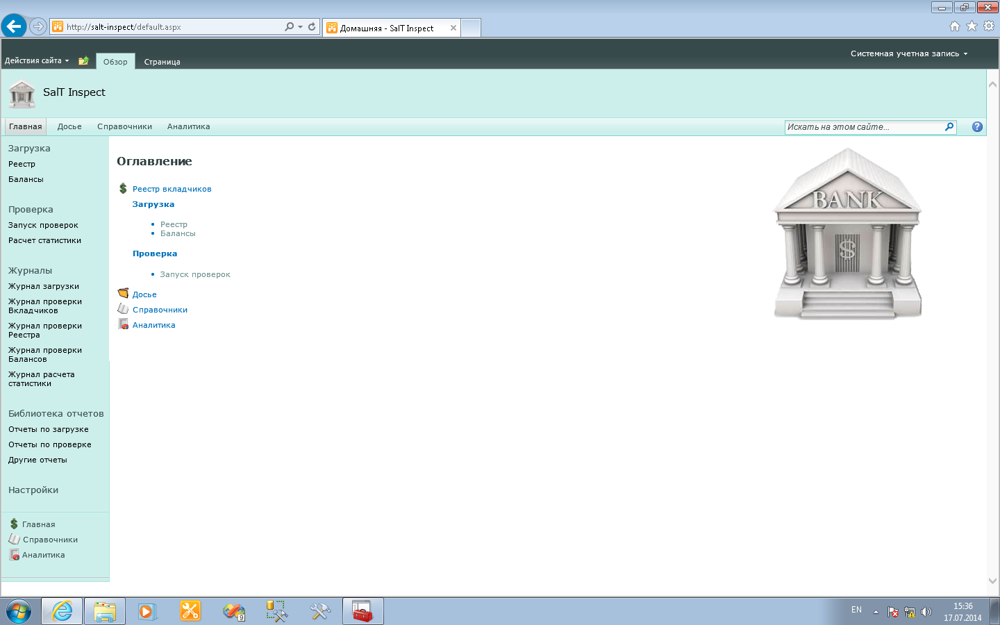 http://salt-inspect/default.aspx
Домашняя - SalT Inspect
Действия сайта
Обзор
Страница
Системная учетная запись
SalT Inspect
Главная
Досье
Справочники
Аналитика
Искать на этом сайте...
Загрузка
Реестр
Балансы
Проверка
Запуск проверок
Расчет статистики
Журналы
Журнал загрузки
Журнал проверки
Вкладчиков
Журнал проверки
Реестра
Журнал проверки
Балансов
Журнал расчета
статистики
Библиотека отчетов
Отчеты по загрузке
Отчеты по проверке
Другие отчеты
Настройки
Главная
Справочники
Аналитика
Оглавление
Реестр вкладчиков
Загрузка
Реестр
Балансы
Проверка
Запуск проверок
Досье
Справочники
Аналитика
BANK
$
9
EN
15:36
17.07.2014